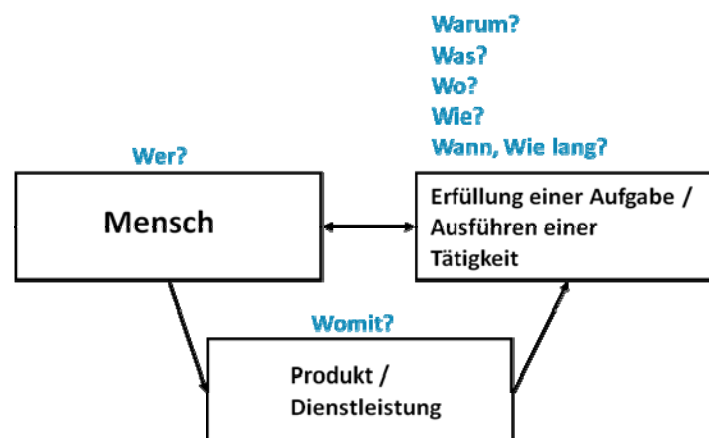 Warum?
Was?
Wo?
Wie?
Wann, Wie lang?
Wer?
Mensch
Erfüllung einer Aufgabe /
Ausführen einer
Tätigkeit
Womit?
Produkt /
Dienstleistung